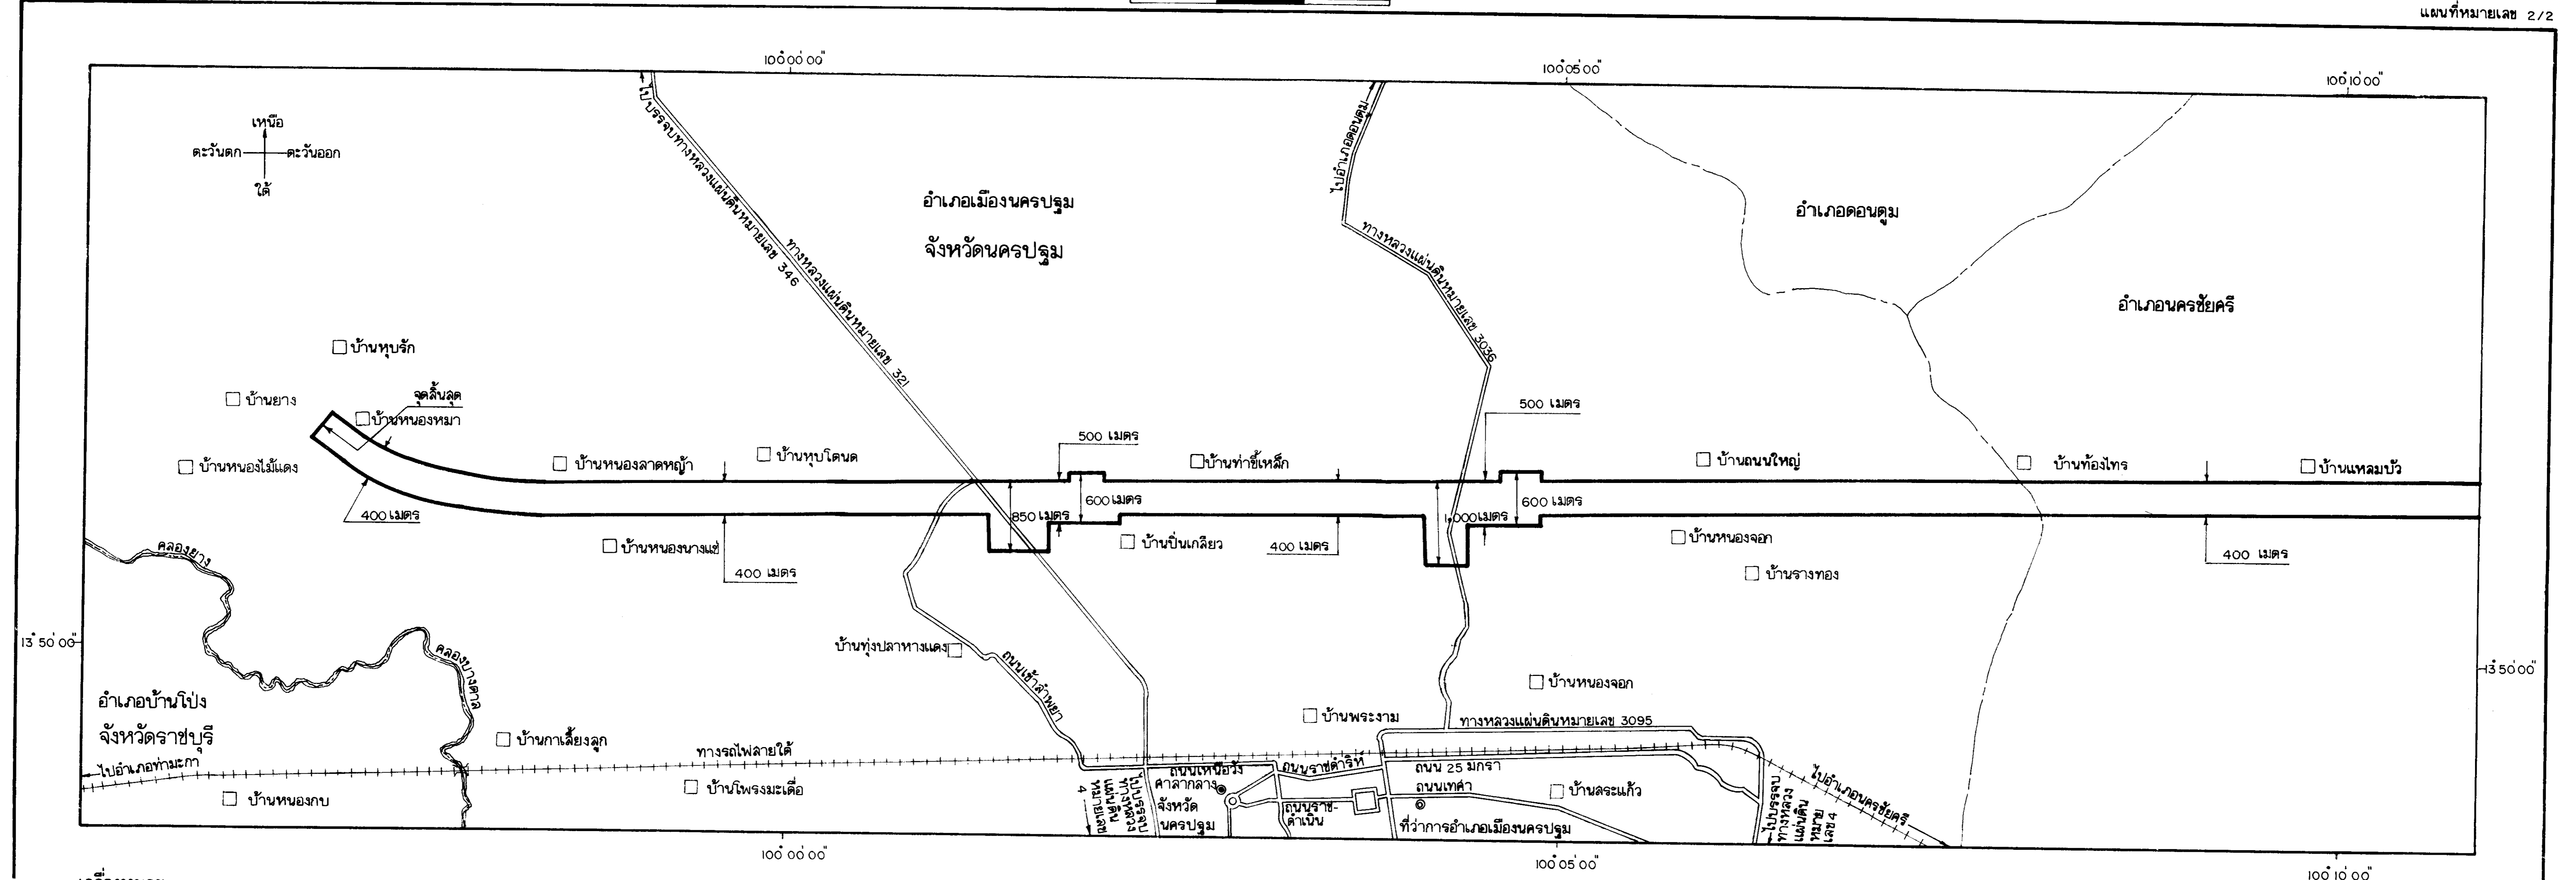 แผนที่หมายเลข 2/2
100° 00' 00"
100° 05' 00"
100° 10' 00"
เหนือ
ตะวันตก
ตะวันออก
ใต้
ไปบรรจบทางหลวงแผ่นดินหมายเลข 346
ทางหลวงแผ่นดินหมายเลข 321
อำเภอเมืองนครปฐม
จังหวัดนครปฐม
ไปอำเภอดอนตูม
ทางหลวงแผ่นดินหมายเลข 3036
อำเภอดอนตูม
อำเภอนครชัยศรี
บ้านหุบรัก
บ้านยาง
จุดสิ้นสุด
บ้านหนองหมา
บ้านหนองไม้แดง
บ้านหนองลาดหญ้า
บ้านหุบโตนด
500 เมตร
บ้านท่าขี้เหล็ก
500 เมตร
บ้านถนนใหญ่
บ้านท้องไทร
บ้านแหลมบัว
600 เมตร
600 เมตร
400 เมตร
850 เมตร
1,000 เมตร
บ้านหนองนางแช่
400 เมตร
บ้านปิ่นเกลียว
400 เมตร
บ้านหนองจอก
บ้านรางทอง
400 เมตร
คลองยาง
13° 50' 00"
คลองบางตาล
บ้านทุ่งปลาหางแดง
ถนนเข้าลำพยา
13° 50' 00"
อำเภอบ้านโป่ง
จังหวัดราชบุรี
บ้านหนองจอก
บ้านพระงาม
ทางหลวงแผ่นดินหมายเลข 3095
บ้านกาเลี้ยงลูก
ทางรถไฟสายใต้
ไปอำเภอท่ามะกา
บ้านหนองกบ
บ้านโพรงมะเดื่อ
ไปบรรจบ
ทางหลวง
แผ่นดิน
หมายเลข
4
ถนนเหนือวัง
ศาลากลาง
จังหวัด
นครปฐม
ถนนราชดำริห์
ถนนราช-
ดำเนิน
ถนน 25 มกรา
ถนนเทศา
ที่ว่าการอำเภอเมืองนครปฐม
บ้านสระแก้ว
ไปบรรจบ
ทางหลวง
แผ่นดิน
หมาย
เลข 4
ไปอำเภอนครชัยศรี
100° 00' 00"
100° 05' 00"
100° 10' 00"